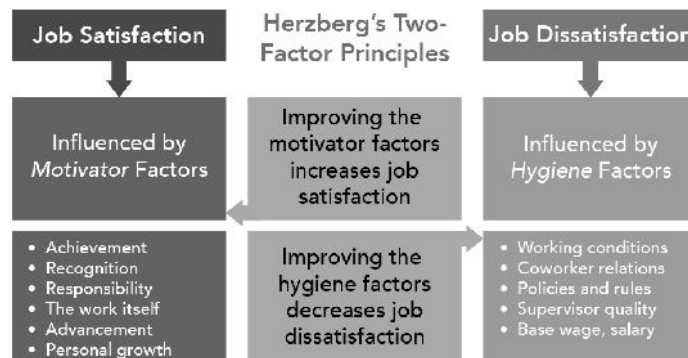 Job Satisfaction
Herzberg's Two-
Factor Principles
Job Dissatisfaction
Influenced by
Motivator Factors
Improving the
motivator factors
increases job
satisfaction
Influenced by
Hygiene Factors
• Achievement
• Recognition
• Responsibility
• The work itself
• Advancement
• Personal growth
Improving the
hygiene factors
decreases job
dissatisfaction
• Working conditions
• Coworker relations
• Policies and rules
• Supervisor quality
• Base wage, salary